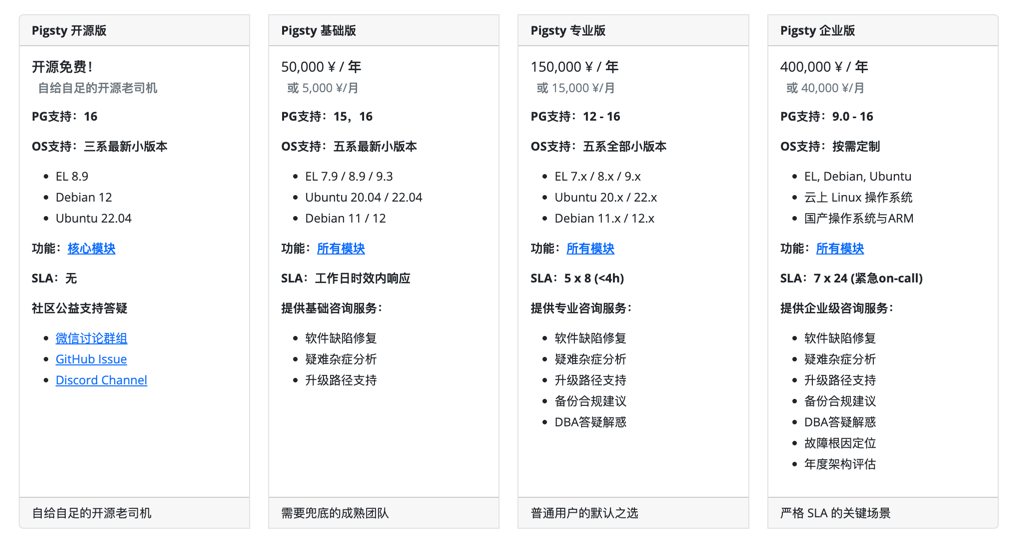 Pigsty 开源版
开源免费！
自给自足的开源老司机
PG支持：16
OS支持：三系最新小版本
EL 8.9
Debian 12
Ubuntu 22.04
功能：核心模块
SLA：无
社区公益支持答疑
微信讨论群组
GitHub Issue
Discord Channel
自给自足的开源老司机
Pigsty 基础版
50,000 ¥ / 年
或 5,000 ¥/月
PG支持：15，16
OS支持：五系最新小版本
EL 7.9 / 8.9 / 9.3
Ubuntu 20.04 / 22.04
Debian 11 / 12
功能：所有模块
SLA：工作日时效内响应
提供基础咨询服务：
软件缺陷修复
疑难杂症分析
升级路径支持
需要兜底的成熟团队
Pigsty 专业版
150,000 ¥ / 年
或 15,000 ¥/月
PG支持：12 - 16
OS支持：五系全部小版本
EL 7.x / 8.x / 9.x
Ubuntu 20.x / 22.x
Debian 11.x / 12.x
功能：所有模块
SLA：5 x 8 (<4h)
提供专业咨询服务：
软件缺陷修复
疑难杂症分析
升级路径支持
备份合规建议
DBA答疑解惑
普通用户的默认之选
Pigsty 企业版
400,000 ¥ / 年
或 40,000 ¥/月
PG支持：9.0 - 16
OS支持：按需定制
EL, Debian, Ubuntu
云上 Linux 操作系统
国产操作系统与ARM
功能：所有模块
SLA：7 x 24 (紧急on-call)
提供企业级咨询服务：
软件缺陷修复
疑难杂症分析
升级路径支持
备份合规建议
DBA答疑解惑
故障根因定位
年度架构评估
严格 SLA 的关键场景